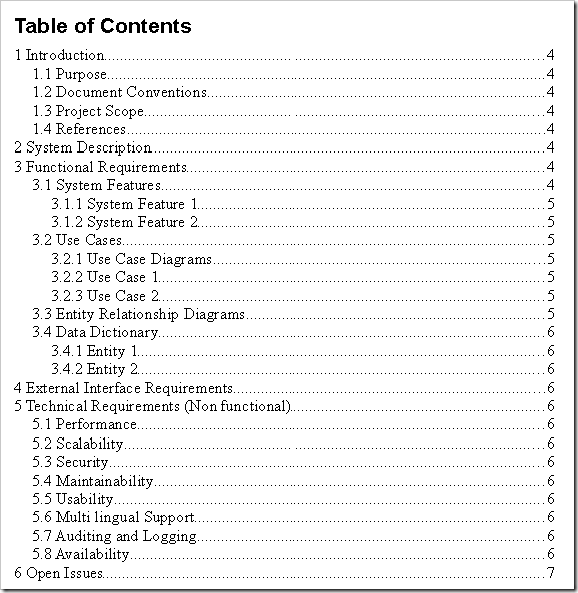 Table of Contents
1 Introduction 4
1.1 Purpose 4
1.2 Document Conventions 4
1.3 Project Scope 4
1.4 References 4
2 System Description 4
3 Functional Requirements 4
3.1 System Features 4
3.1.1 System Feature 1 5
3.1.2 System Feature 2 5
3.2 Use Cases 5
3.2.1 Use Case Diagrams 5
3.2.2 Use Case 1 5
3.2.3 Use Case 2 5
3.3 Entity Relationship Diagrams 5
3.4 Data Dictionary 6
3.4.1 Entity 1 6
3.4.2 Entity 2 6
4 External Interface Requirements 6
5 Technical Requirements (Non functional) 6
5.1 Performance 6
5.2 Scalability 6
5.3 Security 6
5.4 Maintainability 6
5.5 Usability 6
5.6 Multi lingual Support 6
5.7 Auditing and Logging 6
5.8 Availability 6
6 Open Issues 7